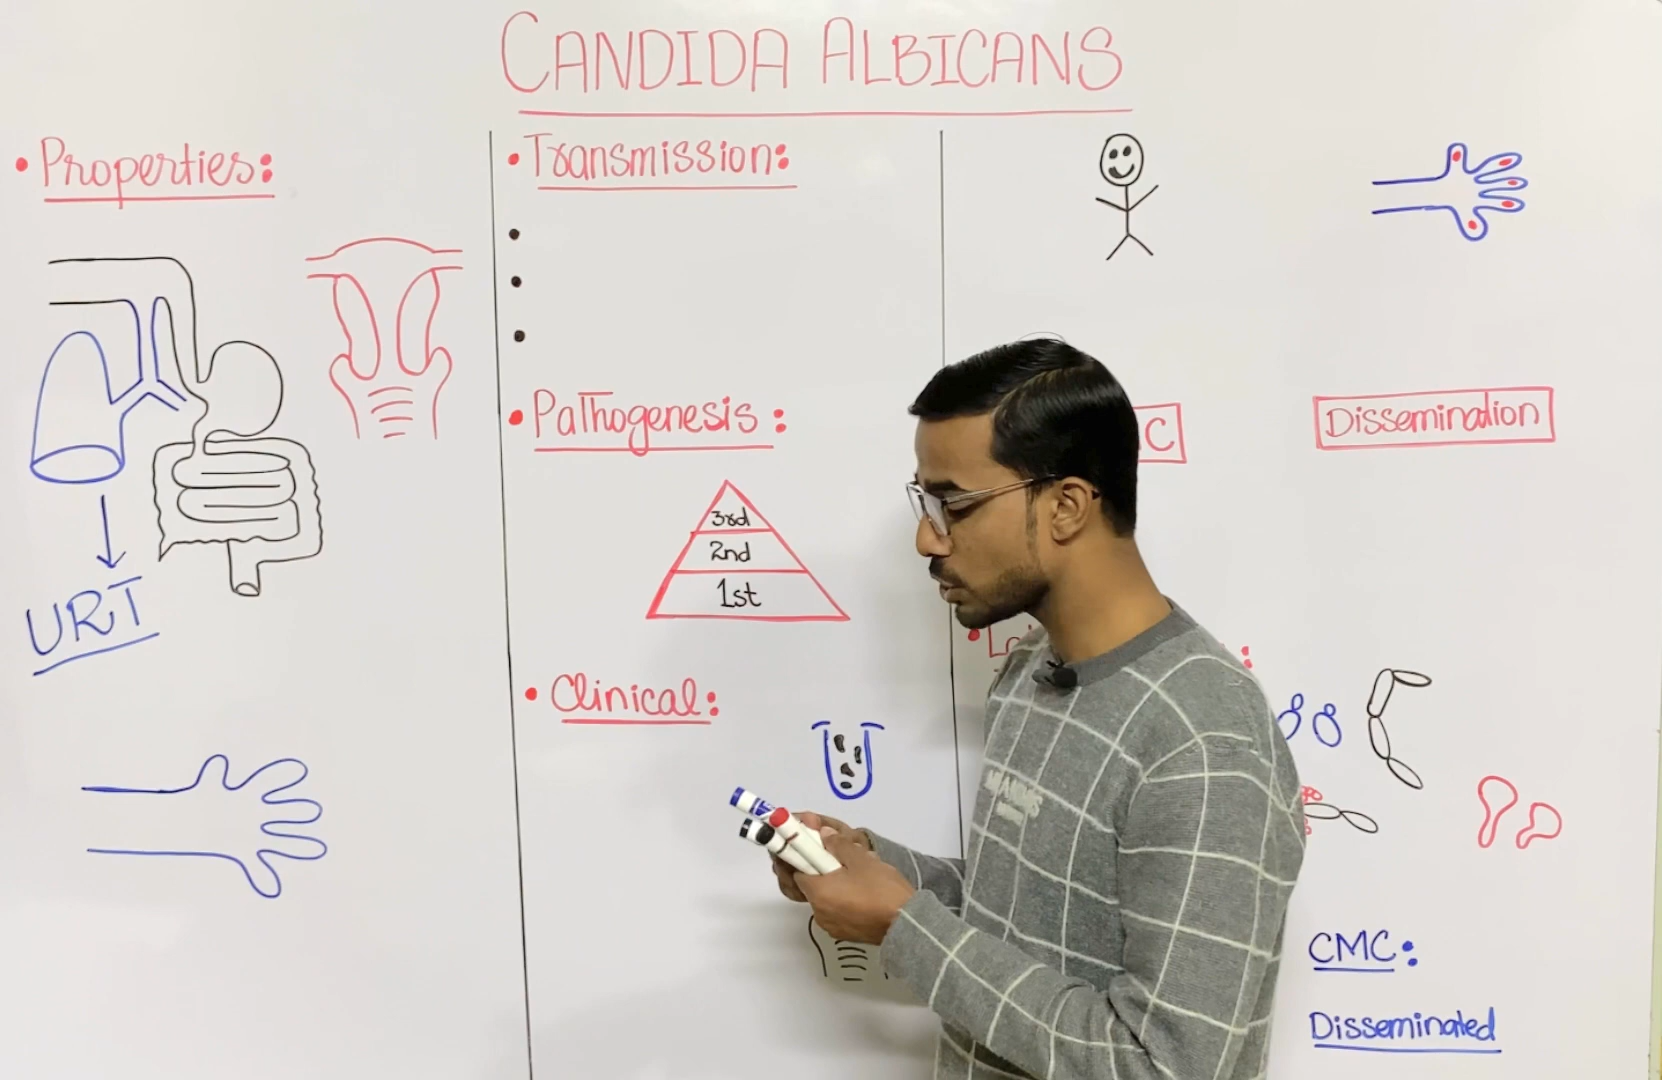 CANDIDA ALBICANS
• Properties:
URT
• Transmission:
• Pathogenesis:
3rd
2nd
1st
• Clinical:
C
Dissemination
CMC:
Disseminated